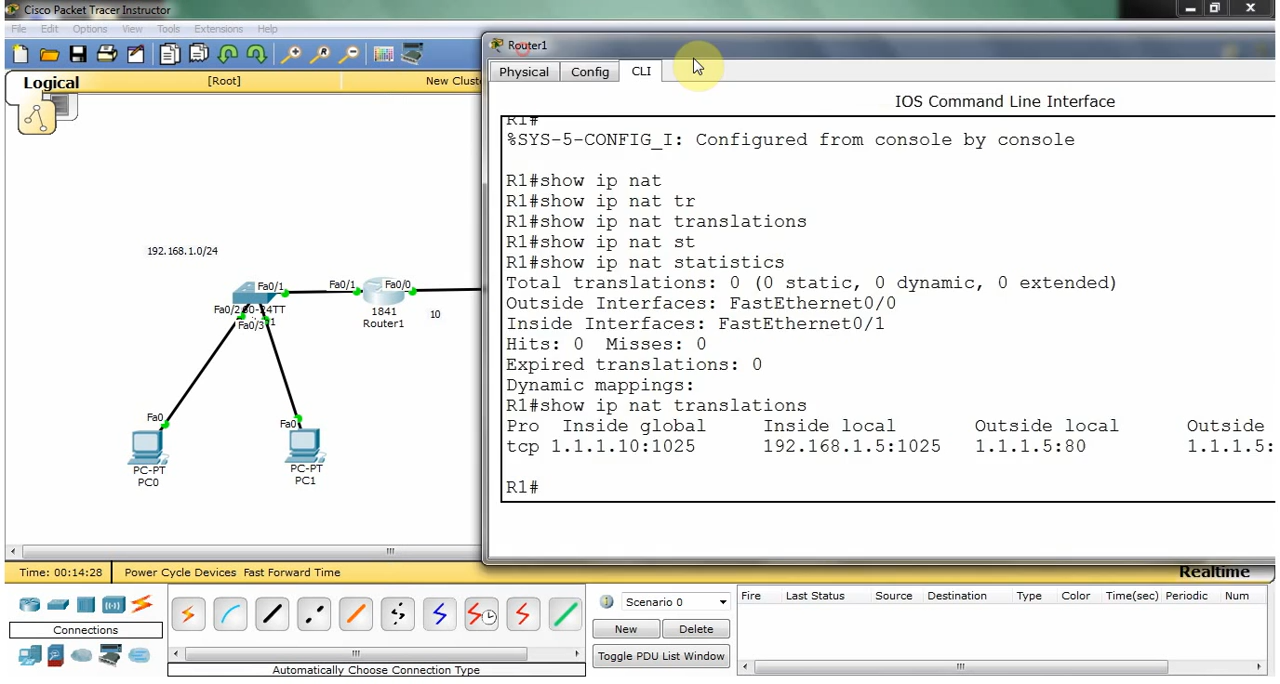 Cisco Packet Tracer Instructor
File Edit Options View Tools Extensions Help
Logical [Root] New Clust
192.168.1.0/24
Fa0/1 Fa0/1 Fa0/0
Fa0/2
24TT
Fa0/3
1841
Router1
10
Fa0 Fa0
PC-PT
PC0
PC-PT
PC1
Router1
Physical Config CLI
IOS Command Line Interface
R1#
%SYS-5-CONFIG_I: Configured from console by console
R1#show ip nat
R1#show ip nat tr
R1#show ip nat translations
R1#show ip nat st
R1#show ip nat statistics
Total translations: 0 (0 static, 0 dynamic, 0 extended)
Outside Interfaces: FastEthernet0/0
Inside Interfaces: FastEthernet0/1
Hits: 0 Misses: 0
Expired translations: 0
Dynamic mappings:
R1#show ip nat translations
Pro Inside global Inside local Outside local Outside
tcp 1.1.1.10:1025 192.168.1.5:1025 1.1.1.5:80 1.1.1.5:
R1#
Time: 00:14:28 Power Cycle Devices Fast Forward Time Realtime
Connections
Automatically Choose Connection Type
Scenario 0
New Delete
Toggle PDU List Window
Fire Last Status Source Destination Type Color Time(sec) Periodic Num